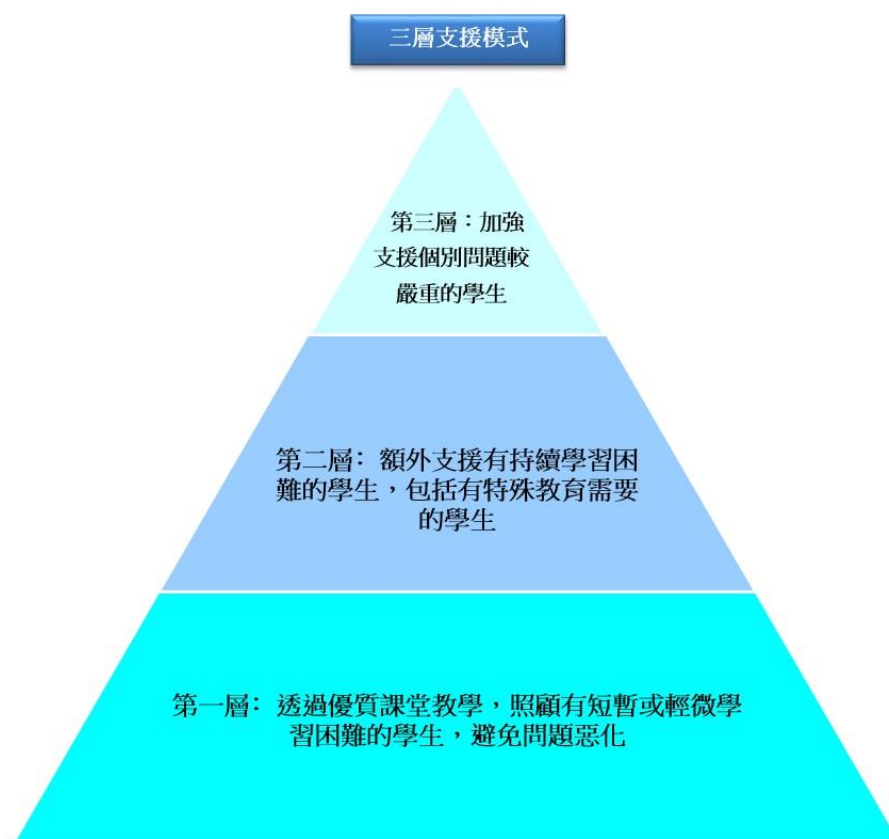 三層支援模式
第三層：加強
支援個別問題較
嚴重的學生
第二層：額外支援有持續學習困
難的學生，包括有特殊教育需要
的學生
第一層：透過優質課堂教學，照顧有短暫或輕微學
習困難的學生，避免問題惡化